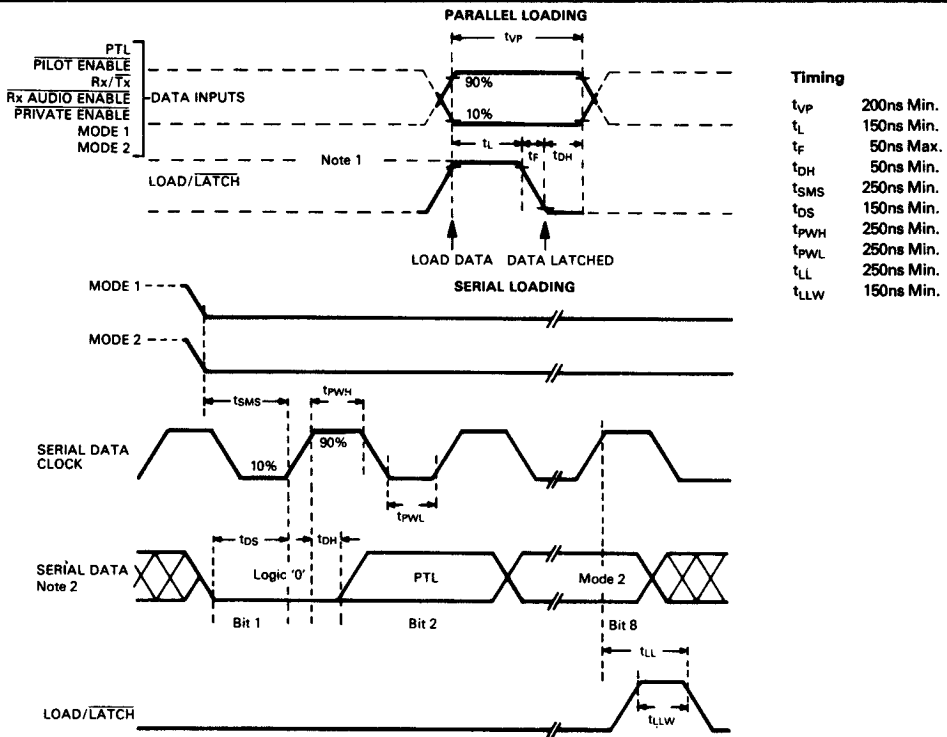 PARALLEL LOADING
tVP
PTL
PILOT ENABLE
Rx/Tx
Rx AUDIO ENABLE
PRIVATE ENABLE
MODE 1
MODE 2
DATA INPUTS
90%
10%
tL
tF
tDH
Note 1
LOAD/LATCH
LOAD DATA
DATA LATCHED
Timing
tVP 200ns Min.
tL 150ns Min.
tF 50ns Max.
tDH 50ns Min.
tSMS 250ns Min.
tDS 150ns Min.
tPWH 250ns Min.
tPWL 250ns Min.
tLL 250ns Min.
tLLW 150ns Min.
SERIAL LOADING
MODE 1
MODE 2
tSMS
tPWH
SERIAL DATA
CLOCK
10%
90%
tPWL
tDS
tDH
SERIAL DATA
Note 2
Logic '0'
PTL
Mode 2
Bit 1
Bit 2
Bit 8
tLL
tLLW
LOAD/LATCH